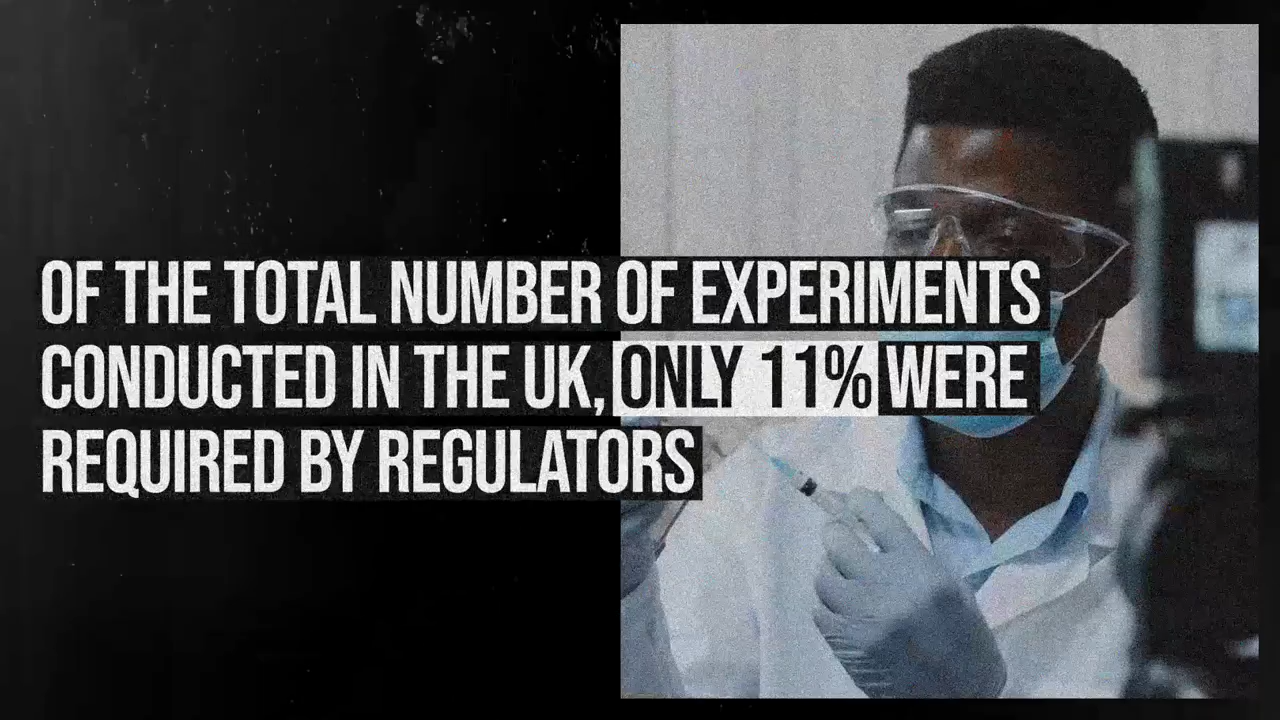 OF THE TOTAL NUMBER OF EXPERIMENTS
CONDUCTED IN THE UK, ONLY 11% WERE
REQUIRED BY REGULATORS